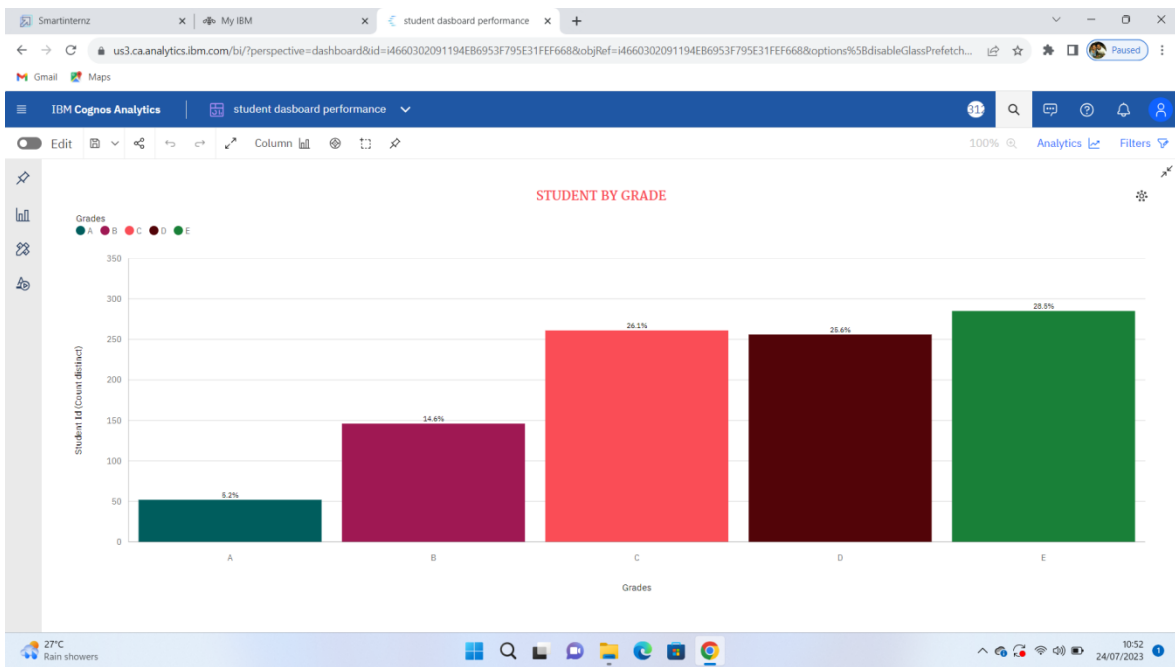 Smartinternz
My IBM
student dasboard performance
us3.ca.analytics.ibm.com/bi/?perspective=dashboard&id=i4660302091194EB6953F795E31FEF668&objRef=i4660302091194EB6953F795E31FEF668&options%5BdisableGlassPrefetch...
Paused
Gmail
Maps
IBM Cognos Analytics
student dasboard performance
Edit
Column
100%
Analytics
Filters
STUDENT BY GRADE
Grades
A B C D E
350
300
250
200
150
100
50
0
Student Id (Count distinct)
5.2%
14.6%
26.1%
25.6%
28.5%
A B C D E
Grades
27°C
Rain showers
10:52
24/07/2023
1